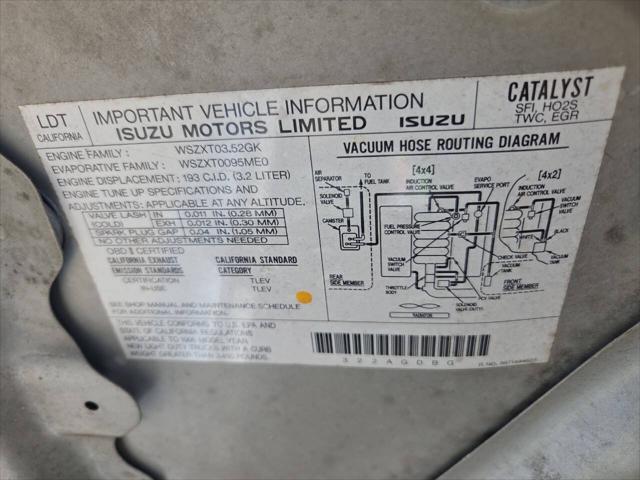 LDT
CALIFORNIA
IMPORTANT VEHICLE INFORMATION
ISUZU MOTORS LIMITED ISUZU
CATALYST
SFI, HO2S
TWC, EGR
ENGINE FAMILY : WSZXT03.52GK
EVAPORATIVE FAMILY : WSZXT0095ME0
ENGINE DISPLACEMENT : 193 C.I.D. (3.2 LITER)
ENGINE TUNE UP SPECIFICATIONS AND
ADJUSTMENTS: APPLICABLE AT ANY ALTITUDE.
VALVE LASH IN 0.011 IN. (0.28 MM)
(COLD) EXH 0.012 IN. (0.30 MM)
SPARK PLUG GAP 0.04 IN. (1.05 MM)
NO OTHER ADJUSTMENTS NEEDED
OBD II CERTIFIED
CALIFORNIA EXHAUST CALIFORNIA STANDARD
EMISSION STANDARDS CATEGORY
CERTIFICATION TLEV
IN-USE TLEV
SEE SHOP MANUAL AND MAINTENANCE SCHEDULE
FOR ADDITIONAL INFORMATION
THIS VEHICLE CONFORMS TO U.S. EPA AND
STATE OF CALIFORNIA REGULATIONS
APPLICABLE TO 1998 MODEL YEAR
NEW LIGHT DUTY TRUCKS WITH A CURB
WEIGHT GREATER THAN 3450 POUNDS.
VACUUM HOSE ROUTING DIAGRAM
[4x4]
[4x2]
AIR SEPARATOR
TO FUEL TANK
SOLENOID VALVE
CANISTER
INDUCTION AIR CONTROL VALVE
EVAPO SERVICE PORT
INDUCTION AIR CONTROL VALVE
VACUUM SWITCH VALVE
FUEL PRESSURE CONTROL VALVE
WHITE
BLACK
VACUUM SWITCH VALVE
VACUUM TANK
VACUUM TANK
REAR SIDE MEMBER
FRONT SIDE MEMBER
THROTTLE BODY
PCV VALVE
SOLENOID VALVE (DUTY)
RADIATOR
322AG0BG